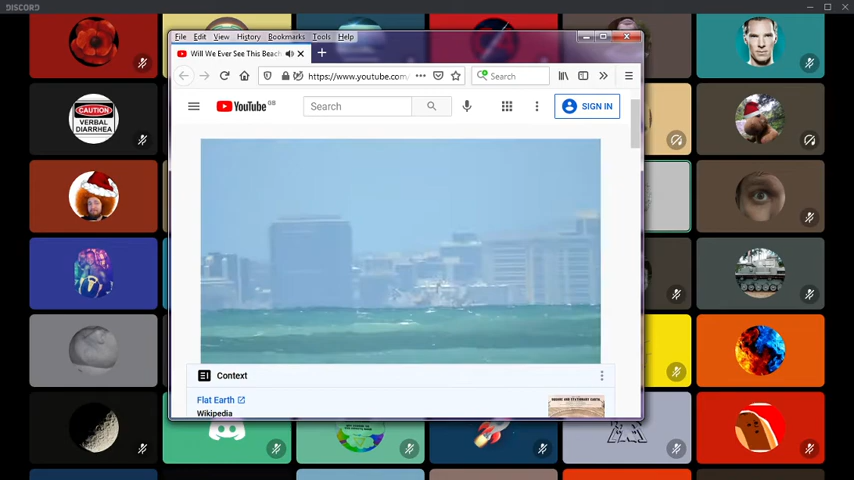 DISCORD
File Edit View History Bookmarks Tools Help
Will We Ever See This Beach
https://www.youtube.com/
Search
YouTube GB
Search
SIGN IN
CAUTION
VERBAL
DIARRHEA
Context
Flat Earth
Wikipedia